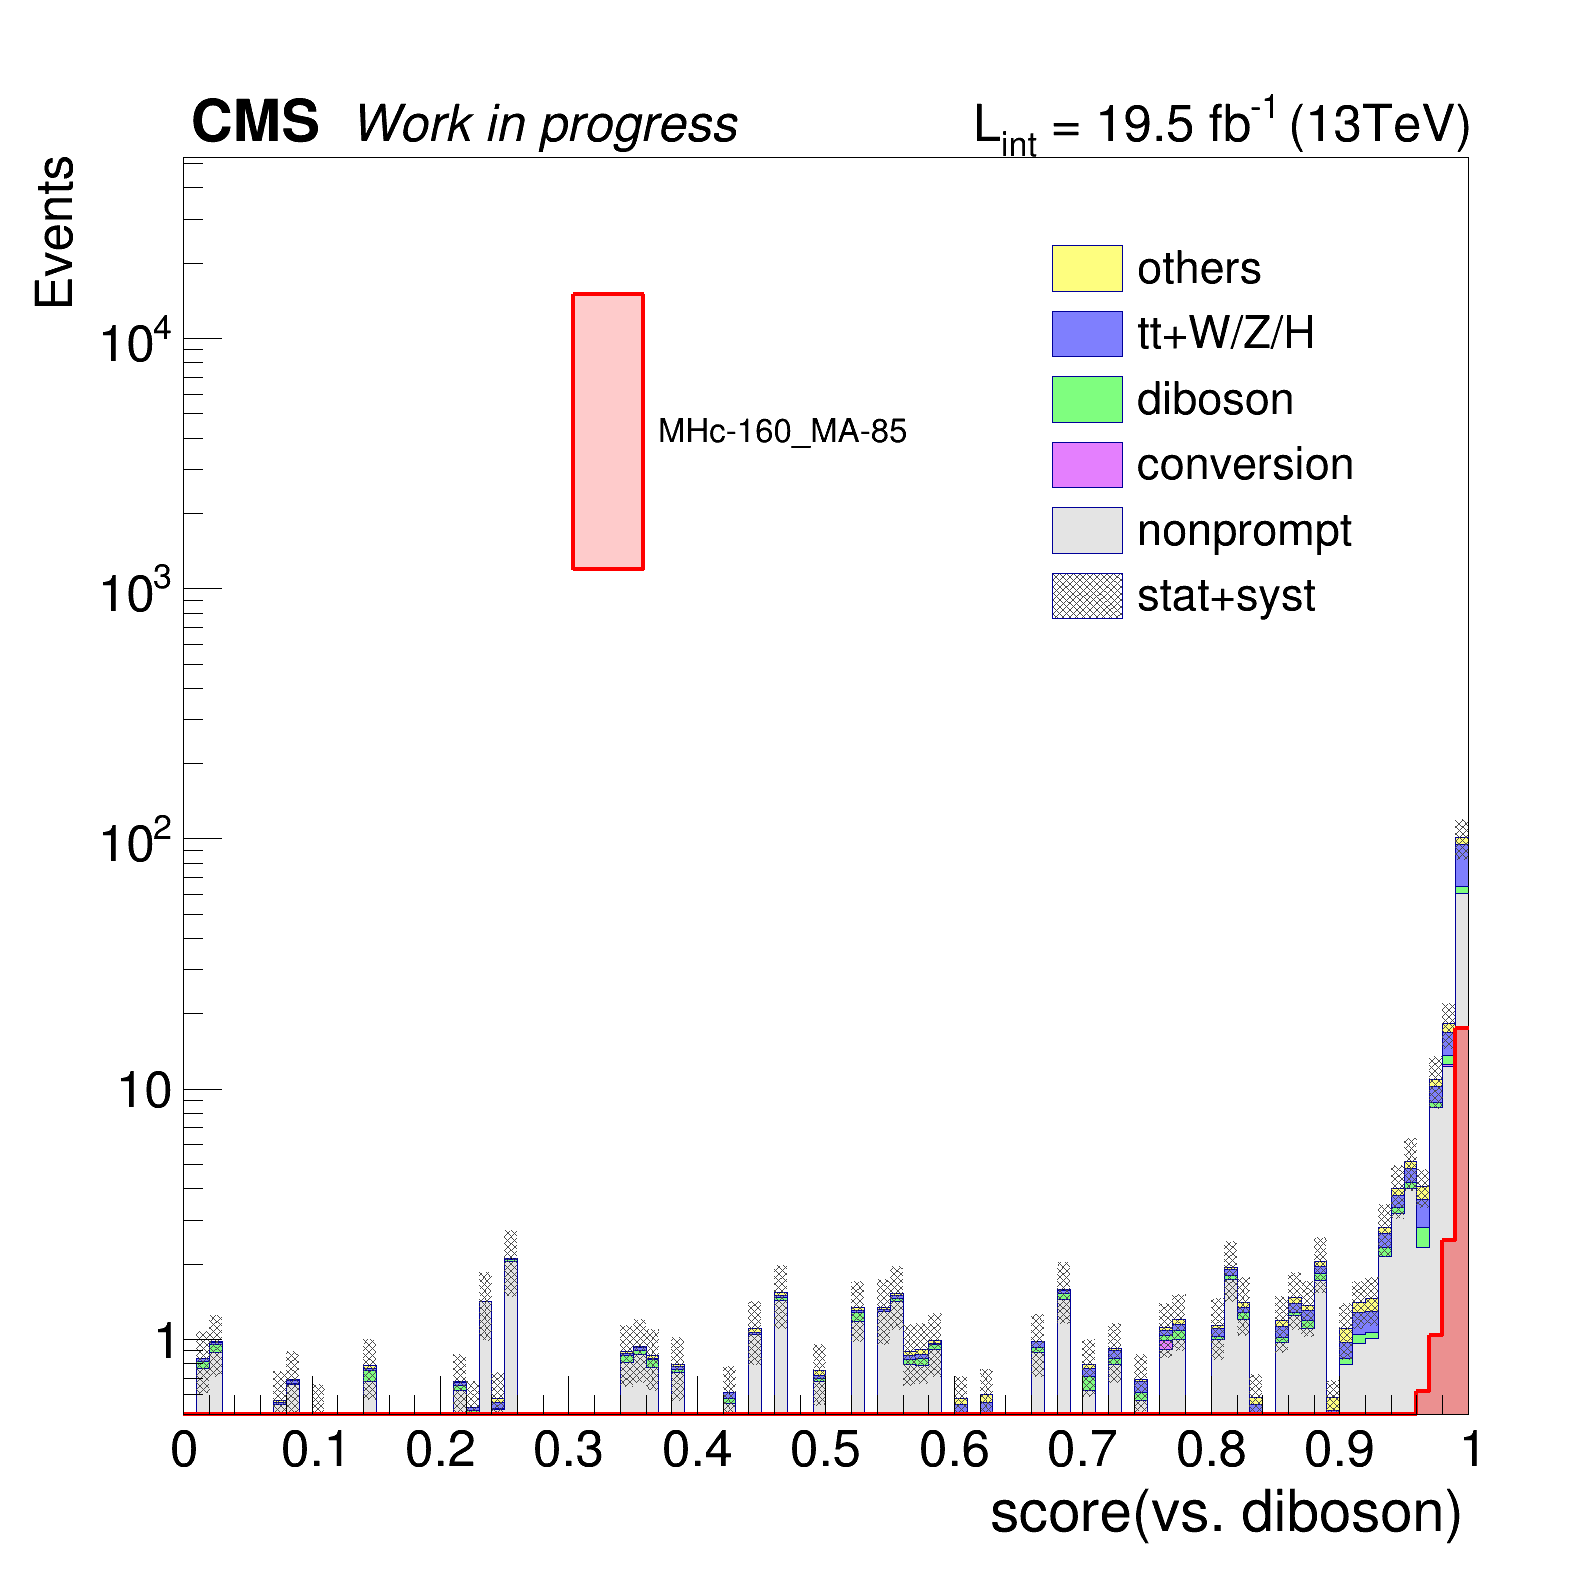 CMS Work in progress
L_int = 19.5 fb^-1 (13TeV)
Events
others
tt+W/Z/H
diboson
conversion
nonprompt
stat+syst
MHc-160_MA-85
10^4
10^3
10^2
10
1
0 0.1 0.2 0.3 0.4 0.5 0.6 0.7 0.8 0.9 1
score(vs. diboson)